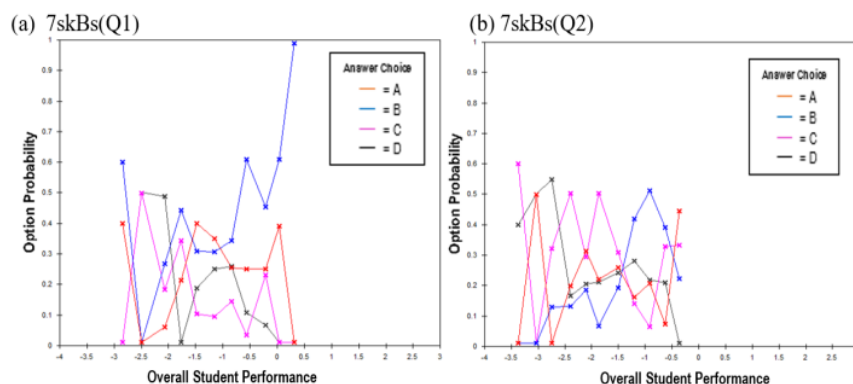 (a) 7skBs(Q1)
Option Probability
1
0.9
0.8
0.7
0.6
0.5
0.4
0.3
0.2
0.1
0
-4 -3.5 -3 -2.5 -2 -1.5 -1 -0.5 0 0.5 1 1.5 2 2.5 3
Overall Student Performance
Answer Choice
= A
= B
= C
= D
(b) 7skBs(Q2)
Option Probability
1
0.9
0.8
0.7
0.6
0.5
0.4
0.3
0.2
0.1
0
-4 -3.5 -3 -2.5 -2 -1.5 -1 -0.5 0 0.5 1 1.5 2 2.5
Overall Student Performance
Answer Choice
= A
= B
= C
= D